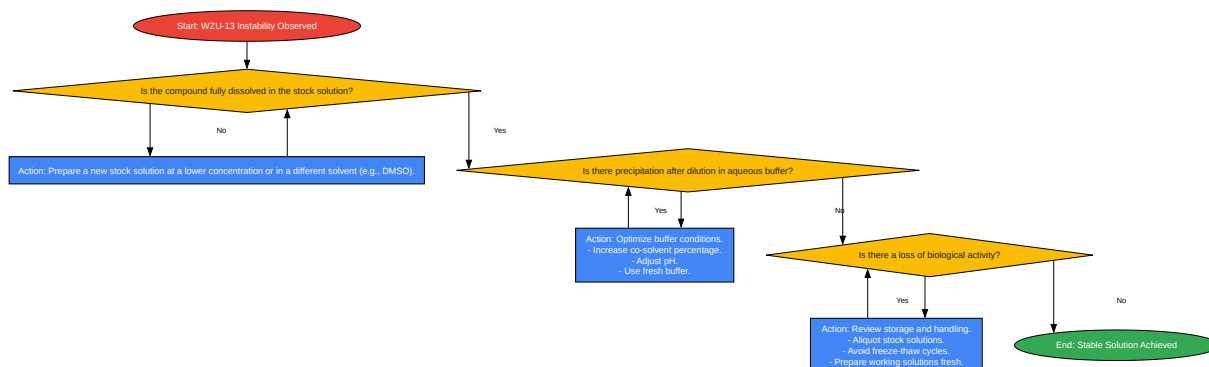 Start: WZU-13 Instability Observed
Is the compound fully dissolved in the stock solution?
No
Yes
Action: Prepare a new stock solution at a lower concentration or in a different solvent (e.g., DMSO).
Is there precipitation after dilution in aqueous buffer?
Yes
No
Action: Optimize buffer conditions.
- Increase co-solvent percentage.
- Adjust pH.
- Use fresh buffer.
Is there a loss of biological activity?
Yes
No
Action: Review storage and handling.
- Aliquot stock solutions.
- Avoid freeze-thaw cycles.
- Prepare working solutions fresh.
End: Stable Solution Achieved